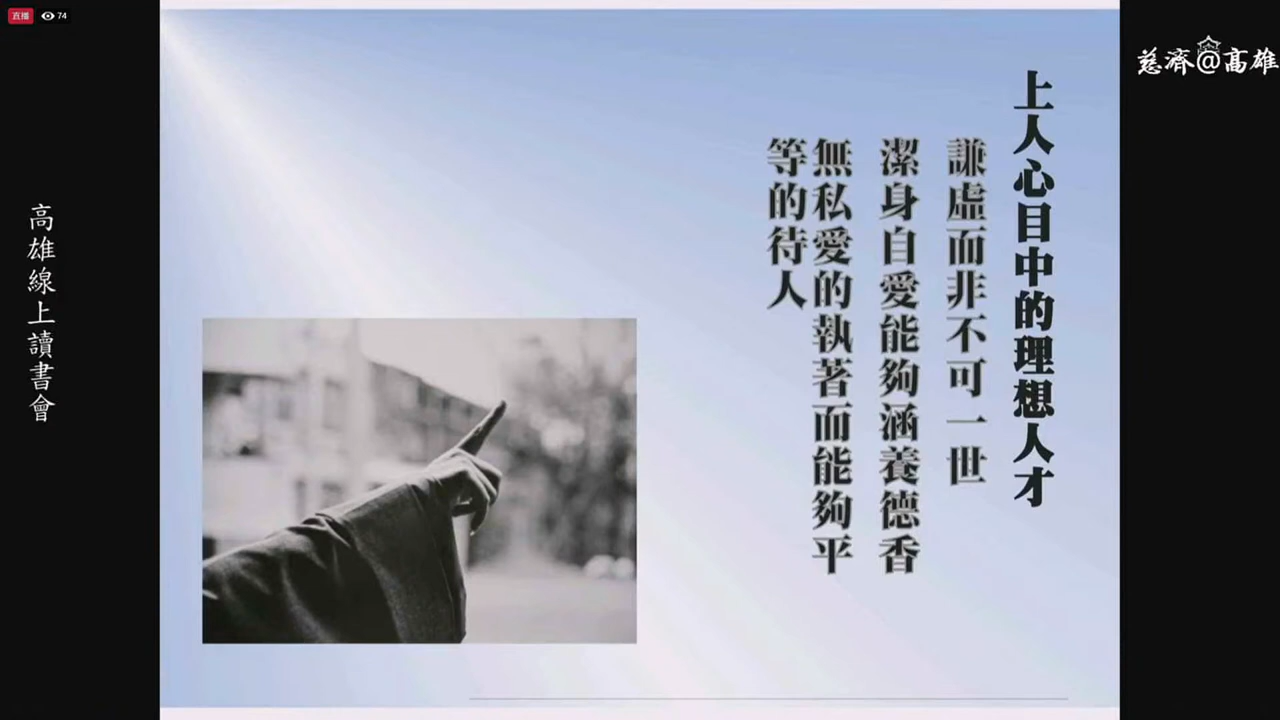 直播 74
慈濟@高雄
上人心目中的理想人才
謙虛而非不可一世
潔身自愛能夠涵養德香
無私愛的執著而能夠平
等的待人
高雄線上讀書會